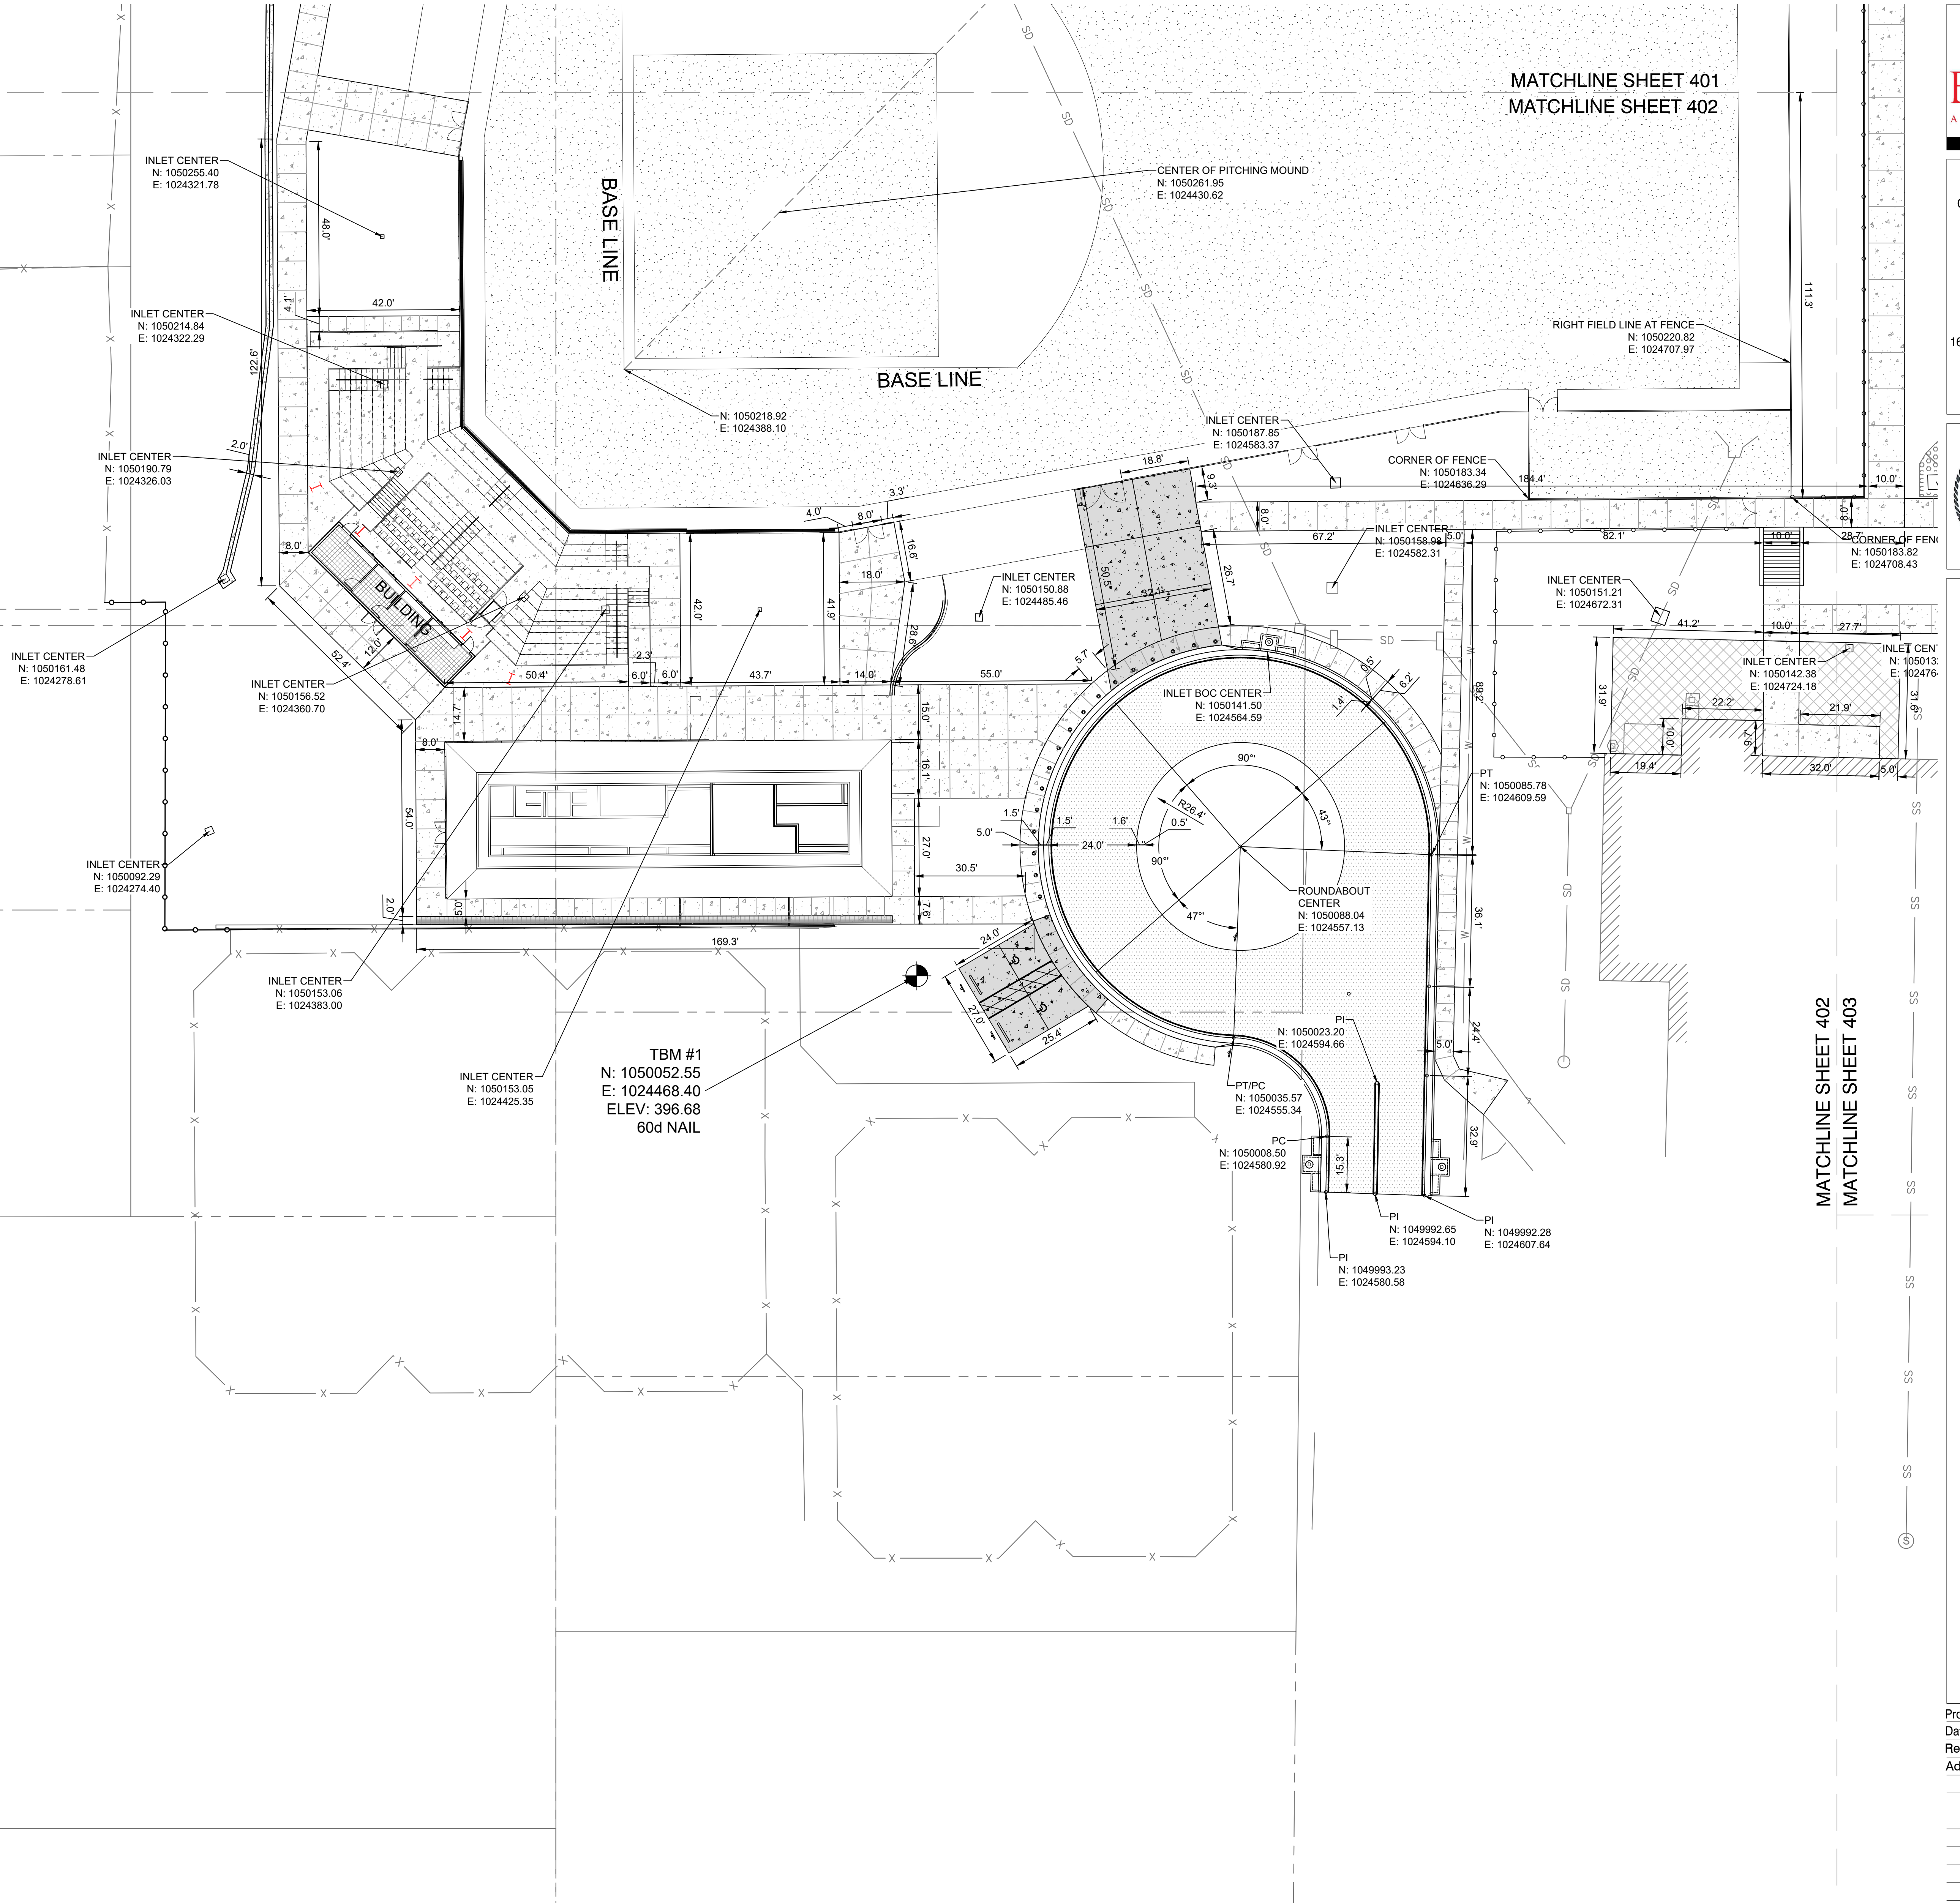 MATCHLINE SHEET 401
MATCHLINE SHEET 402
INLET CENTER
N: 1050255.40
E: 1024321.78
CENTER OF PITCHING MOUND
N: 1050261.95
E: 1024430.62
BASE LINE
48.0'
42.0'
4.1'
122.6'
111.3'
INLET CENTER
N: 1050214.84
E: 1024322.29
RIGHT FIELD LINE AT FENCE
N: 1050220.82
E: 1024707.97
BASE LINE
N: 1050218.92
E: 1024388.10
INLET CENTER
N: 1050187.85
E: 1024583.37
2.0'
INLET CENTER
N: 1050190.79
E: 1024326.03
CORNER OF FENCE
N: 1050183.34
E: 1024636.29
184.4'
10.0'
18.8'
9.3'
3.3'
8.0'
4.0'
8.0'
8.0'
16.6'
18.0'
67.2'
5.0'
82.1'
10.0'
28.7'
INLET CENTER
N: 1050158.98
E: 1024582.31
CORNER OF FEN
N: 1050183.82
E: 1024708.43
8.0'
BUILDING
12.0'
52.4'
42.0'
41.9'
28.6'
INLET CENTER
N: 1050150.88
E: 1024485.46
50.5'
32.1'
26.7'
INLET CENTER
N: 1050151.21
E: 1024672.31
41.2'
10.0'
27.7'
INLET CENTER
N: 1050161.48
E: 1024278.61
INLET CENTER
N: 1050156.52
E: 1024360.70
50.4'
2.3'
6.0'
6.0'
43.7'
14.0'
55.0'
5.7'
0.5'
6.2'
1.4'
89.2'
INLET BOC CENTER
N: 1050141.50
E: 1024564.59
INLET CENTER
N: 1050142.38
E: 1024724.18
31.9'
31.6'
22.2'
21.9'
10.0'
7.6'
19.4'
32.0'
5.0'
14.7'
8.0'
15.0'
16.1'
27.0'
7.6'
54.0'
5.0'
2.0'
30.5'
169.3'
90°'
43°'
R26.4'
1.5'
1.5'
1.6'
0.5'
5.0'
24.0'
90°'
47°'
PT
N: 1050085.78
E: 1024609.59
ROUNDABOUT
CENTER
N: 1050088.04
E: 1024557.13
36.1'
INLET CENTER
N: 1050092.29
E: 1024274.40
INLET CENTER
N: 1050153.06
E: 1024383.00
24.0'
27.0'
25.4'
PI
N: 1050023.20
E: 1024594.66
24.4'
5.0'
TBM #1
N: 1050052.55
E: 1024468.40
ELEV: 396.68
60d NAIL
INLET CENTER
N: 1050153.05
E: 1024425.35
PT/PC
N: 1050035.57
E: 1024555.34
PC
N: 1050008.50
E: 1024580.92
15.3'
32.9'
PI
N: 1049992.65
E: 1024594.10
PI
N: 1049992.28
E: 1024607.64
PI
N: 1049993.23
E: 1024580.58
MATCHLINE SHEET 402
MATCHLINE SHEET 403